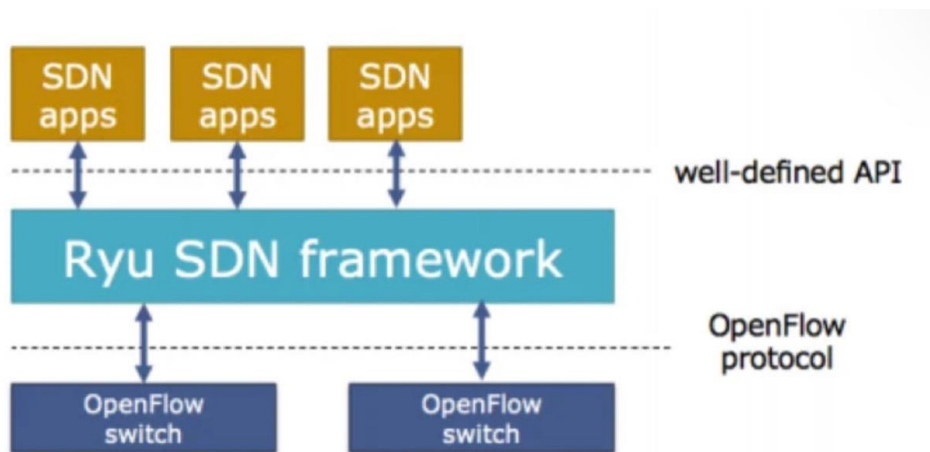 SDN
apps
SDN
apps
SDN
apps
well-defined API
Ryu SDN framework
OpenFlow
protocol
OpenFlow
switch
OpenFlow
switch